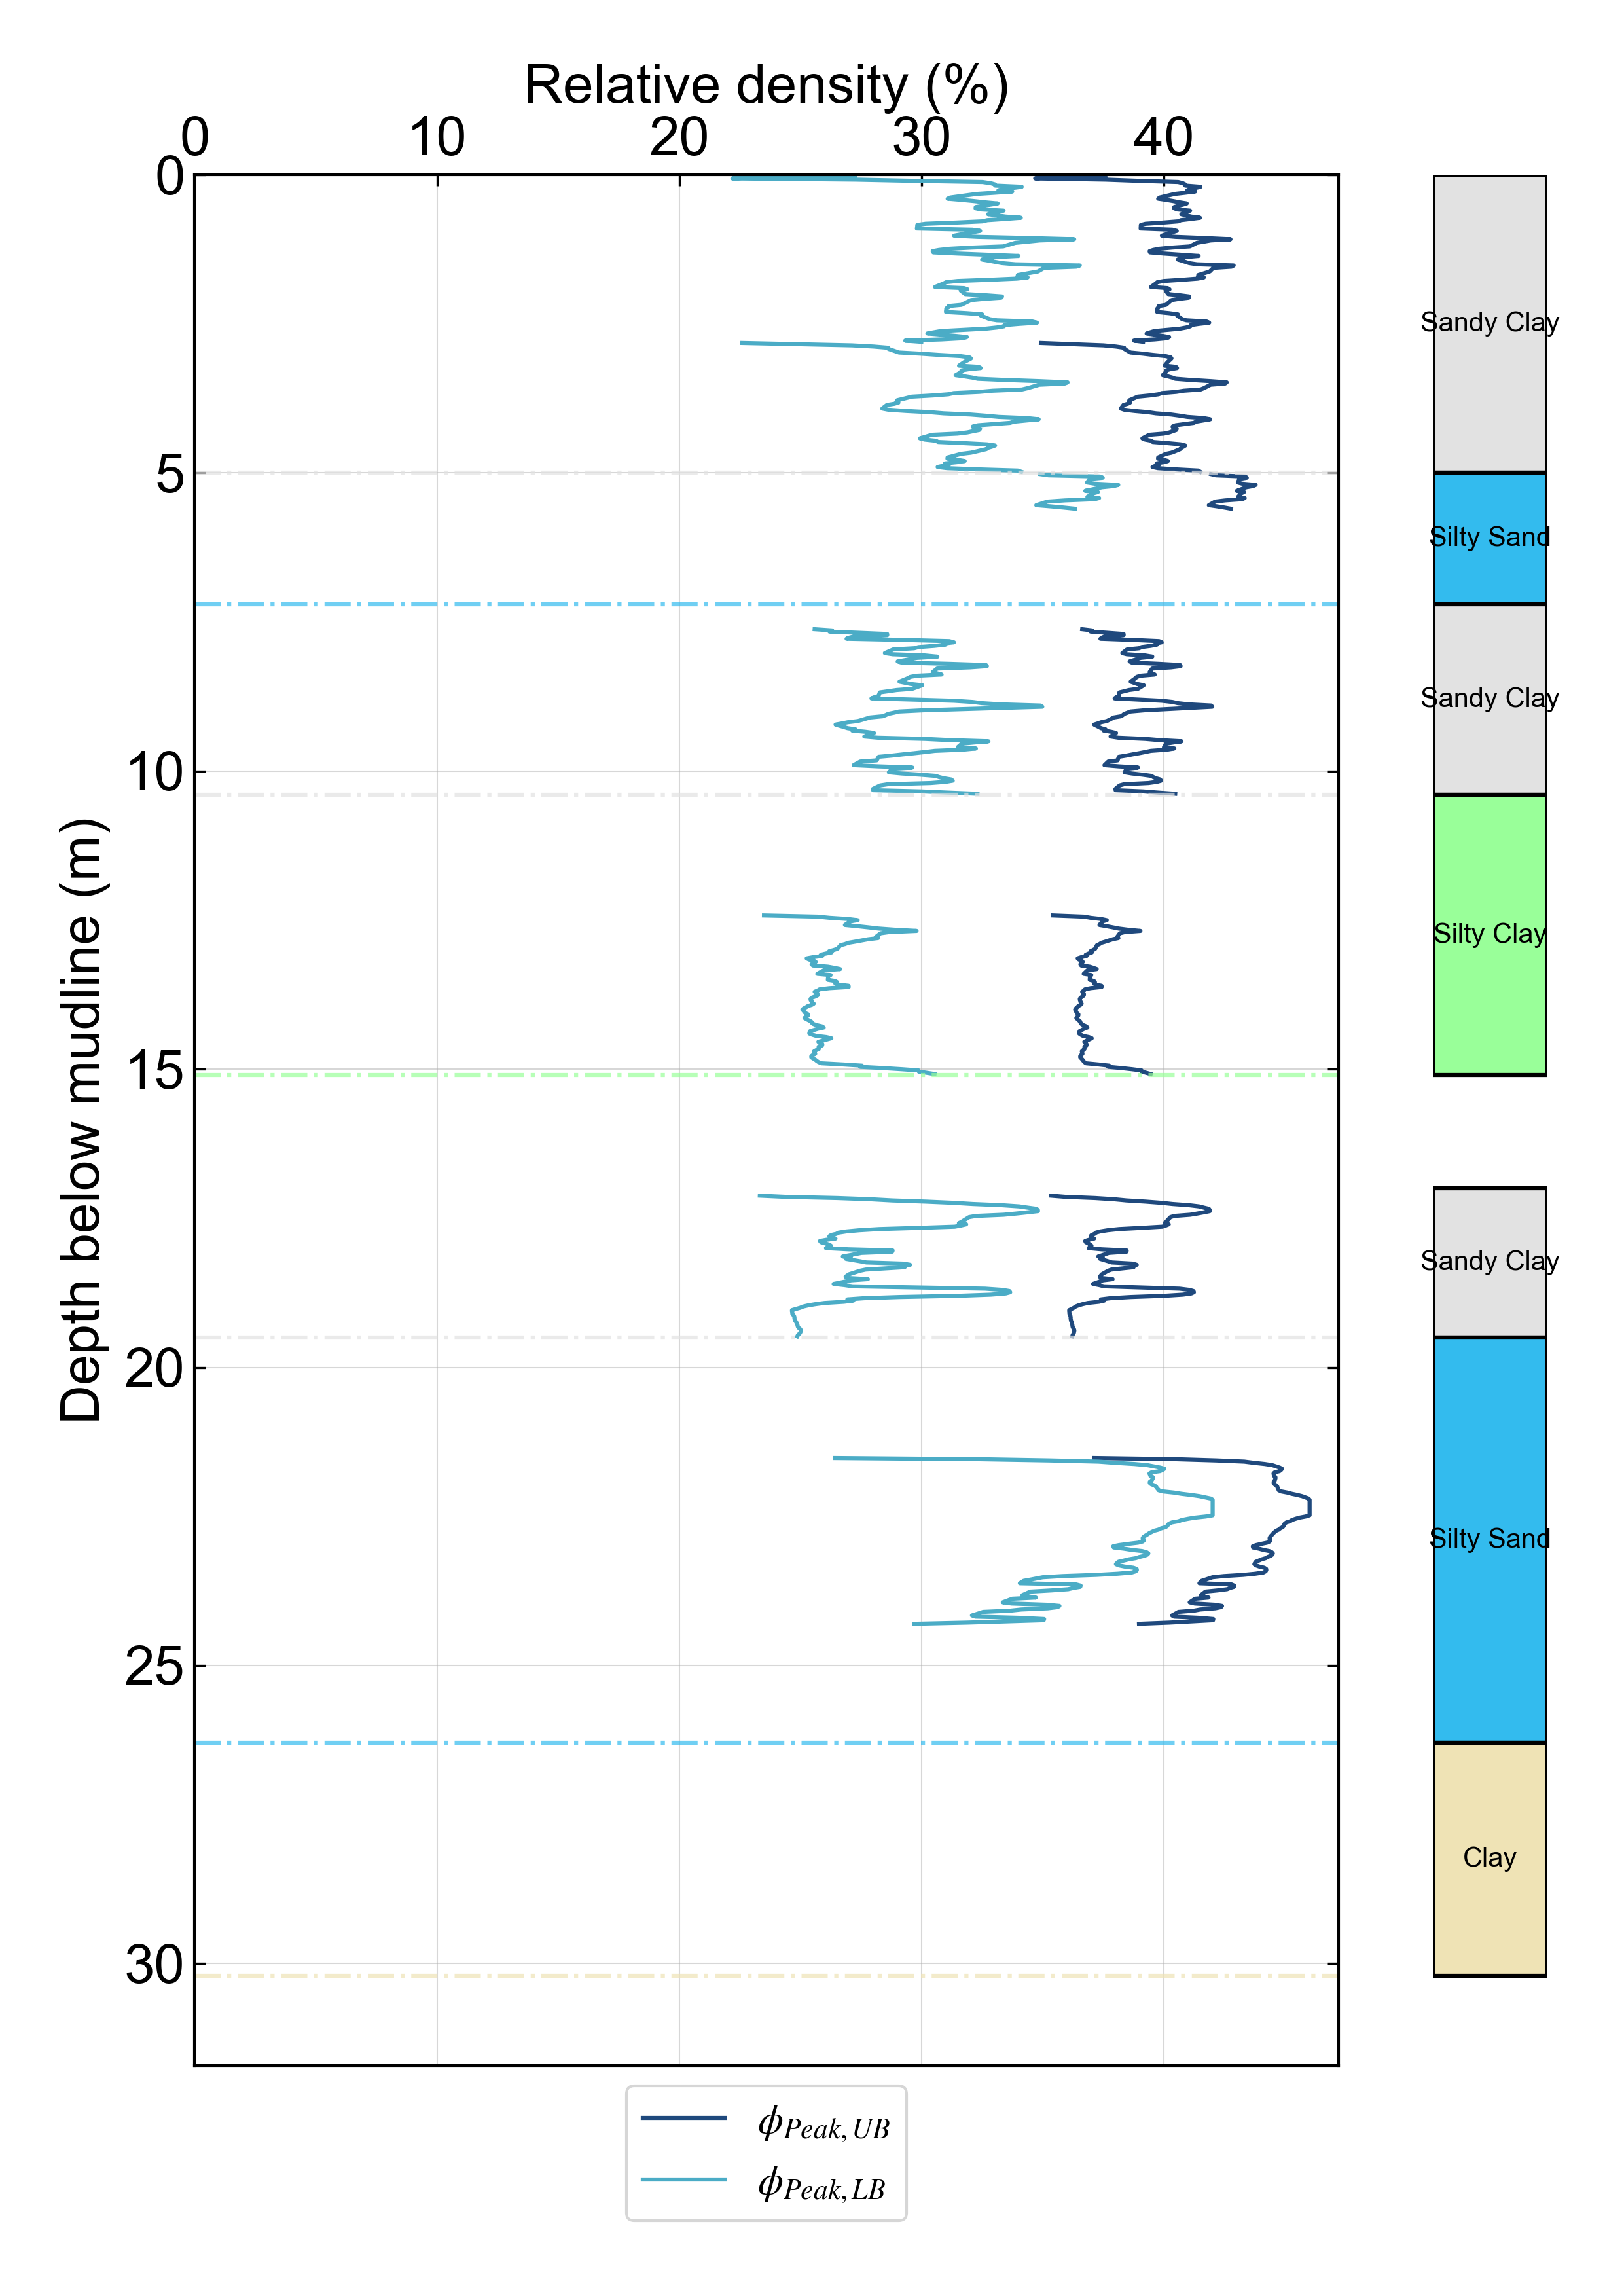 Relative density (%)
0 10 20 30 40
0
5
10
15
20
25
30
Depth below mudline (m)
Sandy Clay
Silty Sand
Sandy Clay
Silty Clay
Sandy Clay
Silty Sand
Clay
ϕPeak, UB
ϕPeak, LB